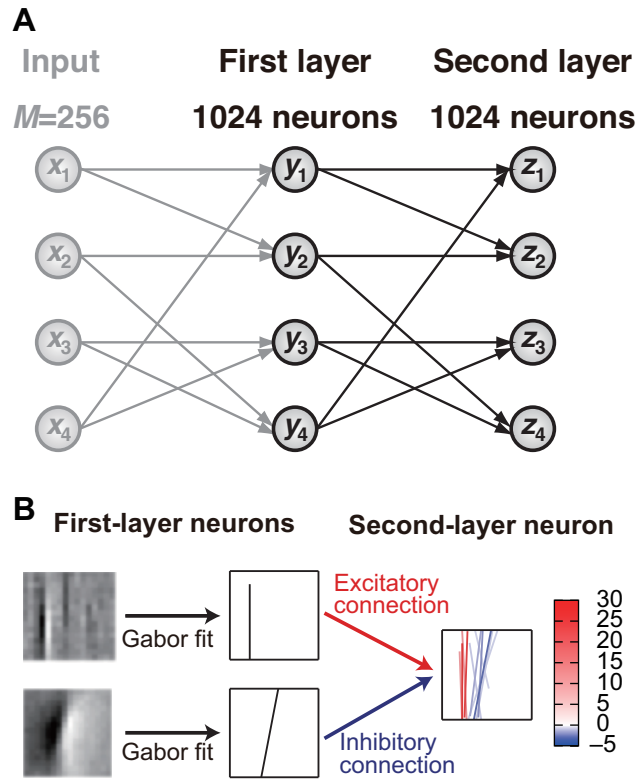 A
Input First layer Second layer
M=256 1024 neurons 1024 neurons
x1 y1 z1
x2 y2 z2
x3 y3 z3
x4 y4 z4
B
First-layer neurons Second-layer neuron
Gabor fit
Excitatory
connection
Gabor fit
Inhibitory
connection
30
25
20
15
10
5
0
–5